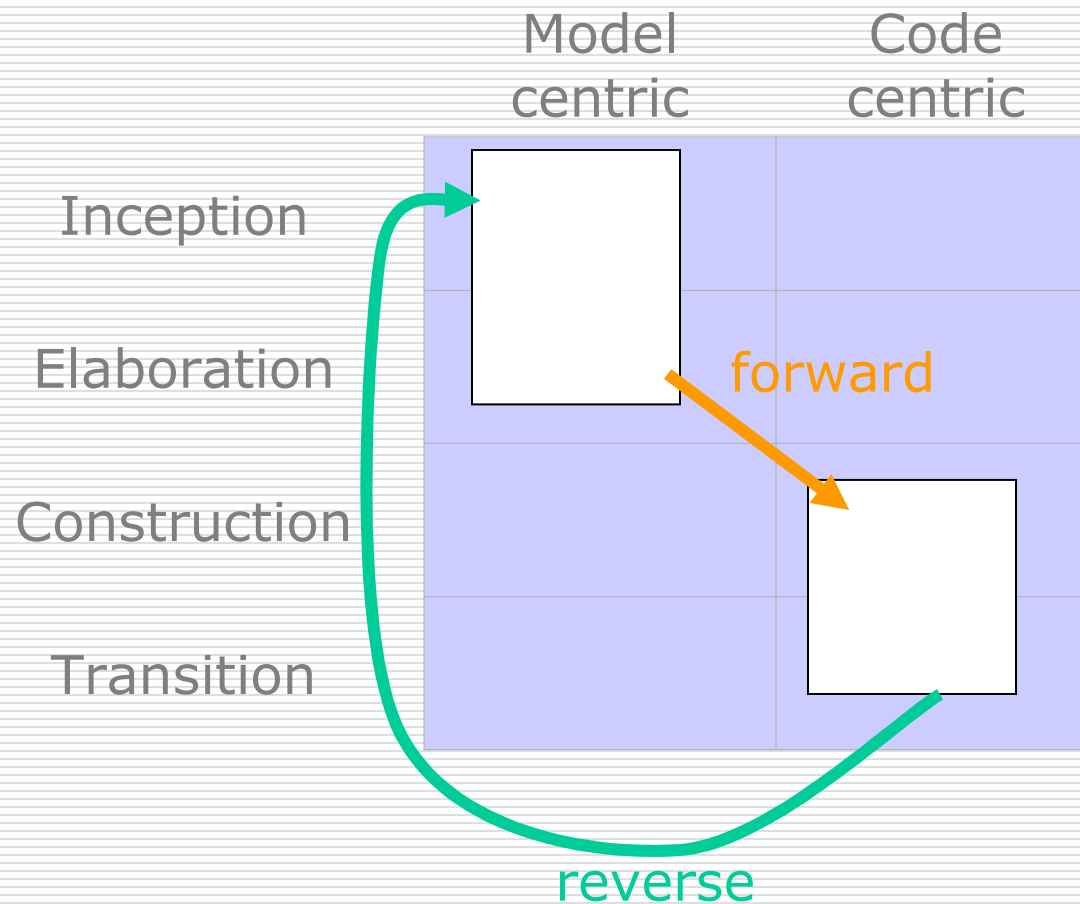 Model
centric
Code
centric
Inception
Elaboration
forward
Construction
Transition
reverse